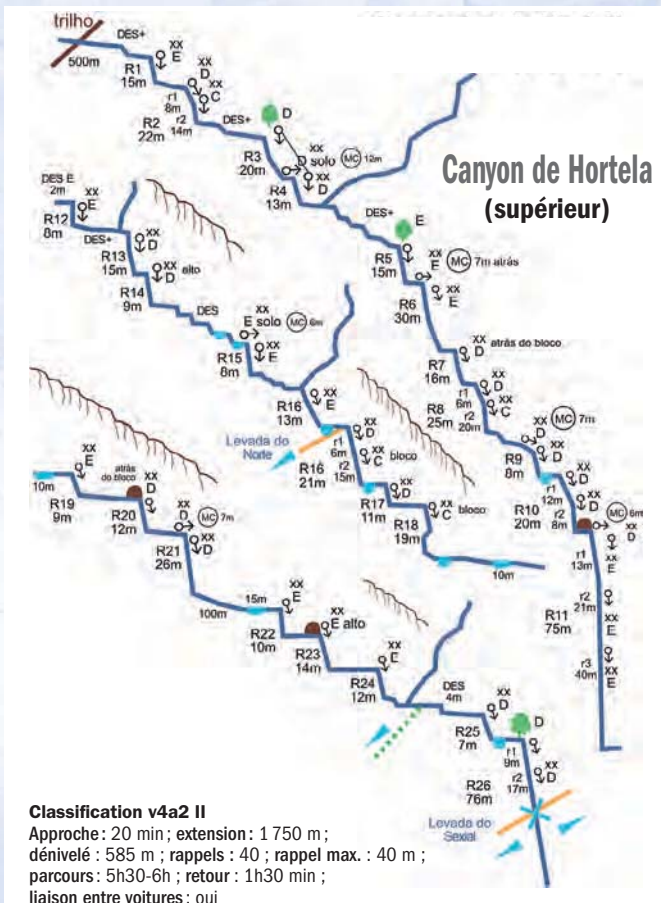 trilho
500m
DES+
R1
15m
XX
E
r1
8m
XX
D
XX
C
R2
22m
r2
14m
DES+
D
R3
20m
XX
D solo
MC
12m
XX
D
R4
13m
Canyon de Hortela
(supérieur)
DES+
E
R5
15m
XX
E
MC
7m atrás
XX
E
R6
30m
R7
16m
XX
D
atrás do bloco
r1
6m
XX
D
XX
C
R8
25m
r2
20m
R9
8m
XX
D
MC
7m
XX
D
R10
20m
r1
12m
XX
D
r2
8m
XX
D
MC
6m
r1
13m
XX
E
R11
75m
r2
21m
XX
E
r3
40m
XX
E
DES E
2m
XX
E
R12
8m
DES+
R13
15m
XX
D
XX
D
alto
R14
9m
DES
XX
E solo
MC
6m
R15
8m
XX
E
R16
13m
XX
E
Levada do
Norte
r1
6m
XX
D
XX
C
bloco
R16
21m
r2
15m
R17
11m
XX
D
R18
19m
XX
C
bloco
10m
10m
R19
9m
XX
E
atrás
do bloco
XX
D
R20
12m
XX
D
MC
7m
XX
D
R21
26m
100m
15m
XX
E
R22
10m
XX
E alto
R23
14m
XX
E
R24
12m
DES
4m
XX
D
R25
7m
D
r1
9m
XX
D
r2
17m
R26
76m
Levada do
Sexial
Classification v4a2 II
Approche : 20 min ; extension : 1 750 m ;
dénivelé : 585 m ; rappels : 40 ; rappel max. : 40 m ;
parcours : 5h30-6h ; retour : 1h30 min ;
liaison entre voitures : oui